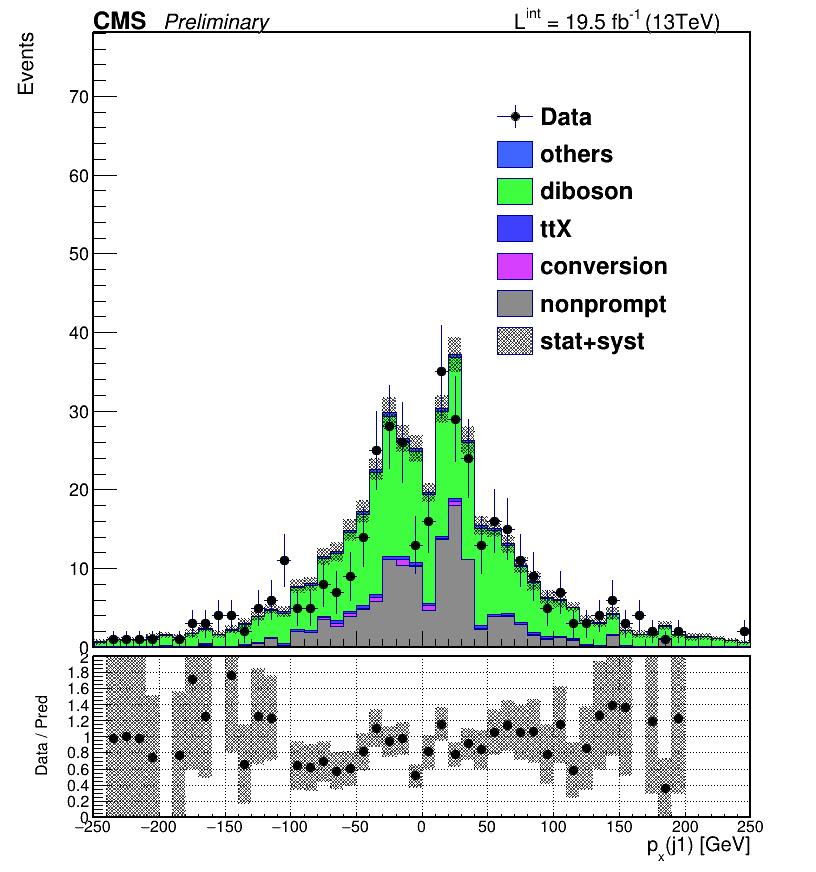 CMS Preliminary L^int = 19.5 fb^-1 (13TeV)
Events
70
60
50
40
30
20
10
0
Data
others
diboson
ttX
conversion
nonprompt
stat+syst
Data / Pred
2
1.8
1.6
1.4
1.2
1
0.8
0.6
0.4
0.2
0
−250 −200 −150 −100 −50 0 50 100 150 200 250
p_x(j1) [GeV]